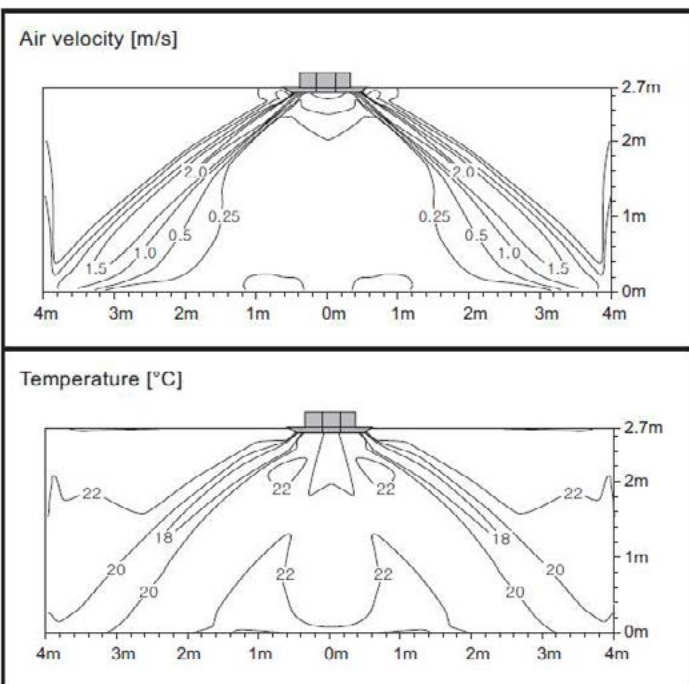 Air velocity [m/s]
2.7m
2m
2.0 2.0
0.25 0.25
1m
0.5 0.5
1.0 1.0
1.5 1.5
0m
4m 3m 2m 1m 0m 1m 2m 3m 4m
Temperature [°C]
2.7m
2m
22 22 22 22
18 18
1m
20 22 22 20
20 20
0m
4m 3m 2m 1m 0m 1m 2m 3m 4m